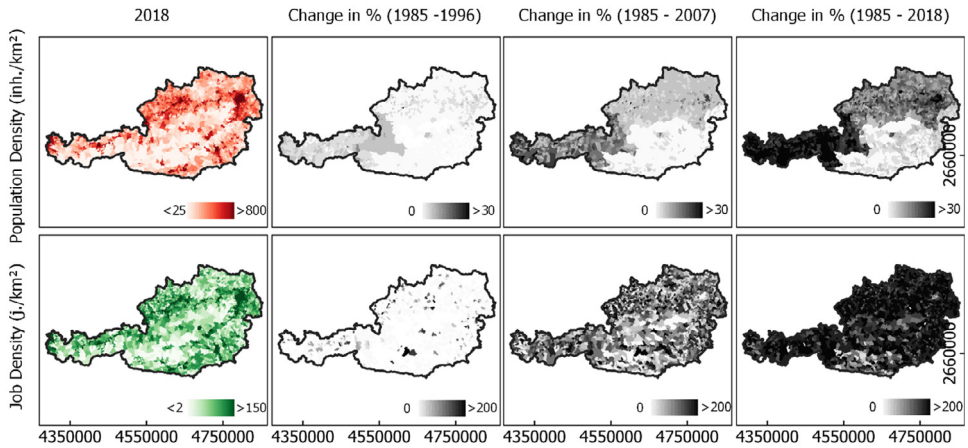 2018 Change in % (1985 -1996) Change in % (1985 - 2007) Change in % (1985 - 2018)
Population Density (inh./km²)
<25 >800 0 >30 0 >30 0 >30
2660000
Job Density (j./km²)
<2 >150 0 >200 0 >200 0 >200
2660000
4350000 4550000 4750000 4350000 4550000 4750000 4350000 4550000 4750000 4350000 4550000 4750000